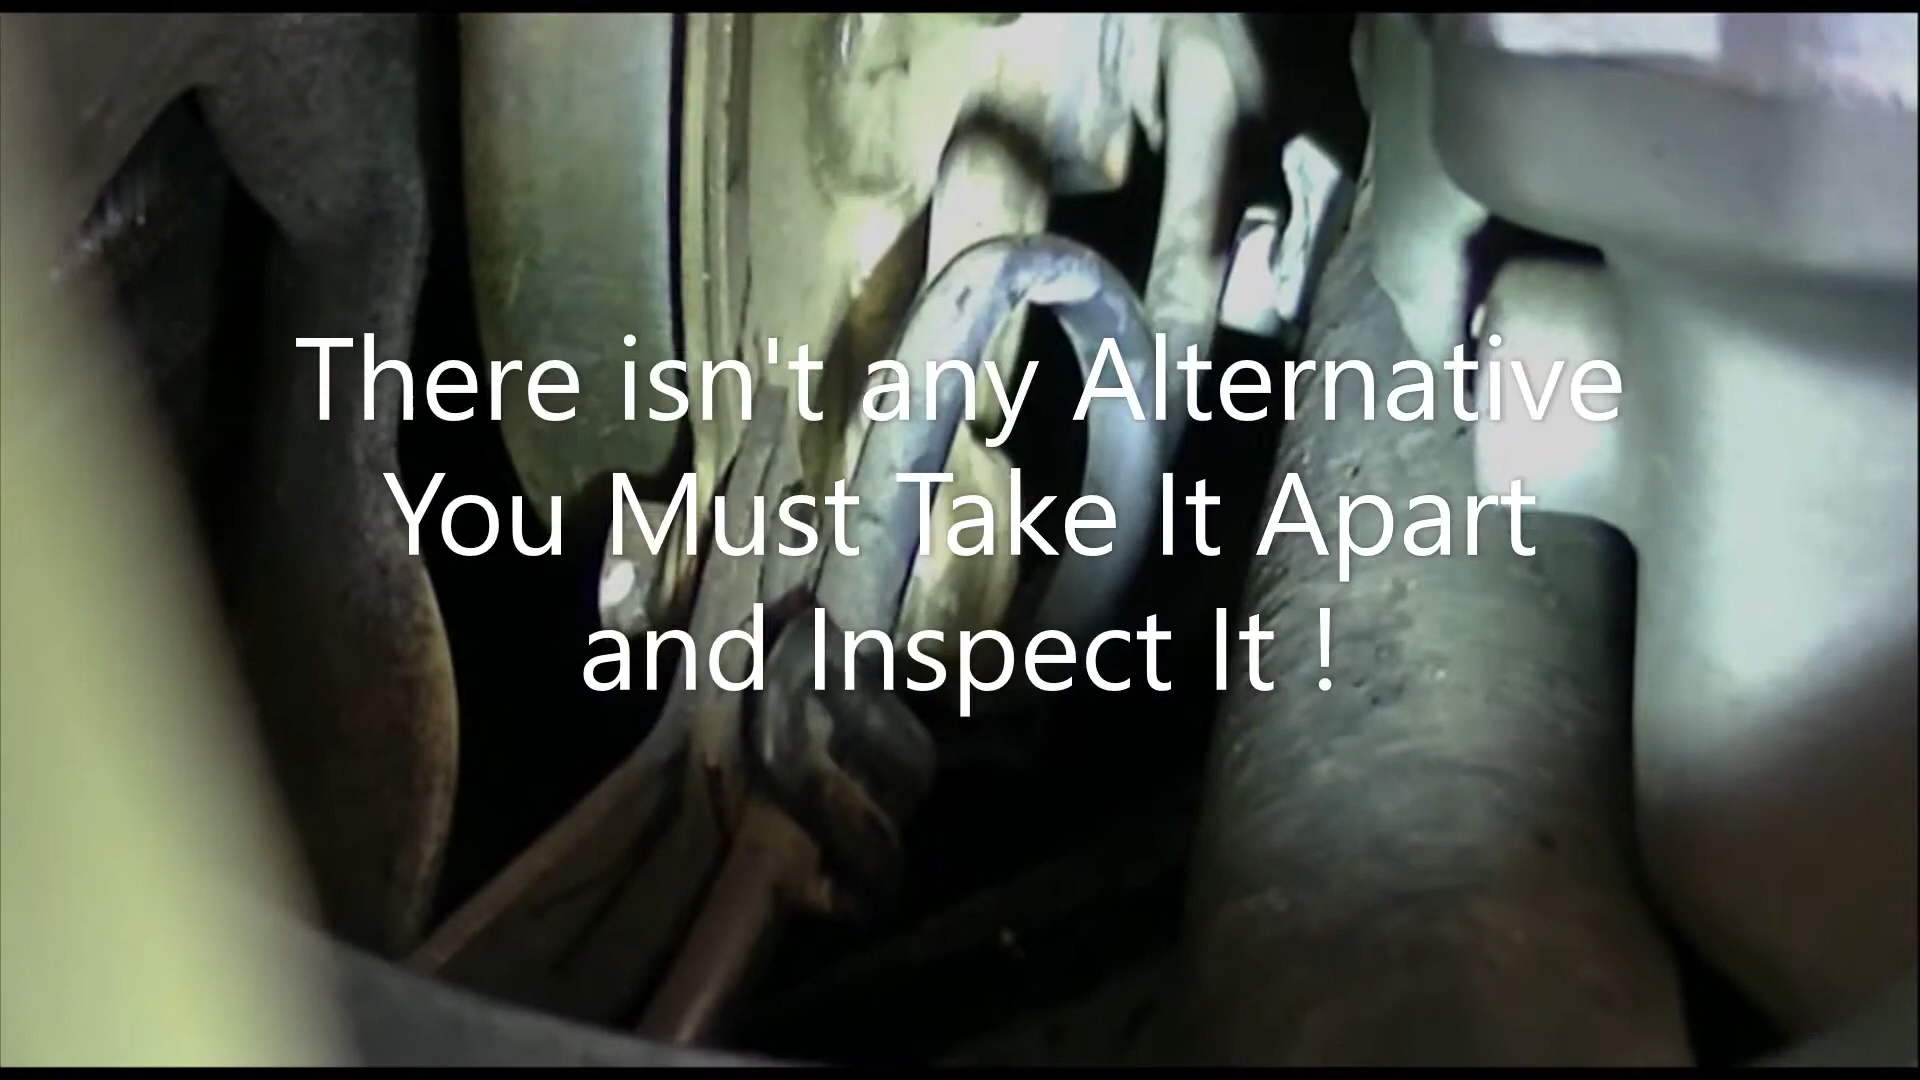 There isn't any Alternative
You Must Take It Apart
and Inspect It !